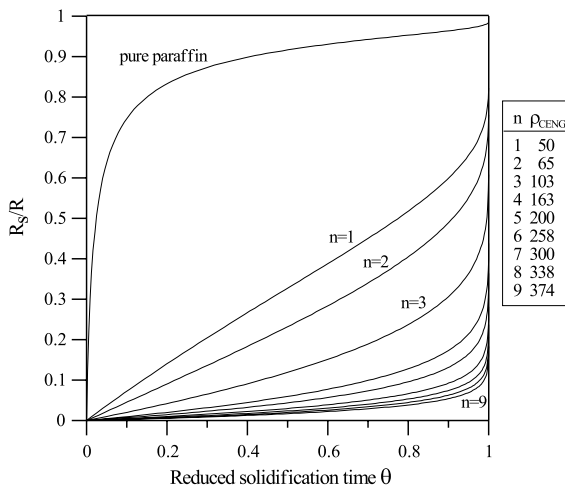 1
0.9
0.8
0.7
0.6
0.5
0.4
0.3
0.2
0.1
0
R_S/R
pure paraffin
n=1
n=2
n=3
n=9
0 0.2 0.4 0.6 0.8 1
Reduced solidification time θ
n ρ_CENG
1 50
2 65
3 103
4 163
5 200
6 258
7 300
8 338
9 374